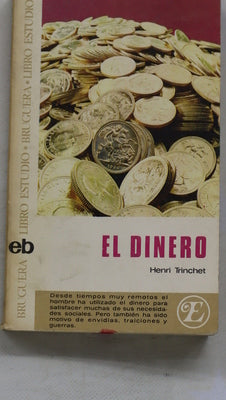 BRUGUERA • LIBRO ESTUDIO • BRUGUERA • LIBRO ESTUDIO
eb
EL DINERO
Henri Trinchet
Desde tiempos muy remotos el
hombre ha utilizado el dinero para
satisfacer muchas de sus necesida-
des sociales. Pero también ha sido
motivo de envidias, traiciones y
guerras.
E